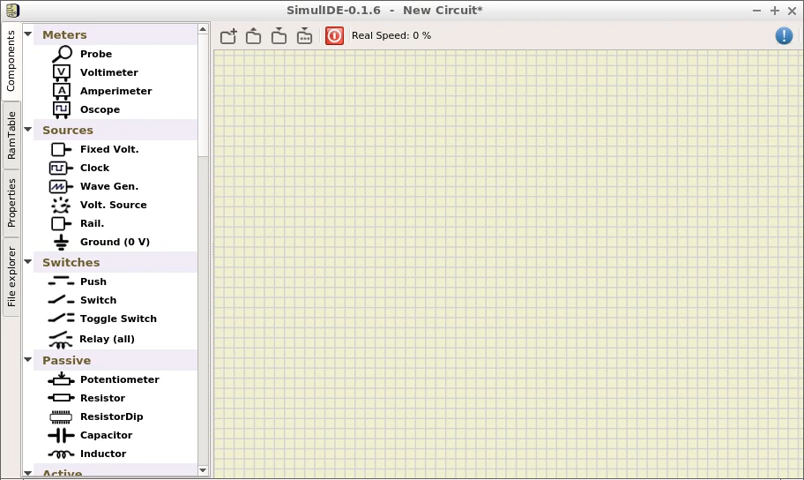 SimulIDE-0.1.6 - New Circuit*
Components
RamTable
Properties
File explorer
Real Speed: 0 %
Meters
Probe
Voltimeter
Amperimeter
Oscope
Sources
Fixed Volt.
Clock
Wave Gen.
Volt. Source
Rail.
Ground (0 V)
Switches
Push
Switch
Toggle Switch
Relay (all)
Passive
Potentiometer
Resistor
ResistorDip
Capacitor
Inductor
Active